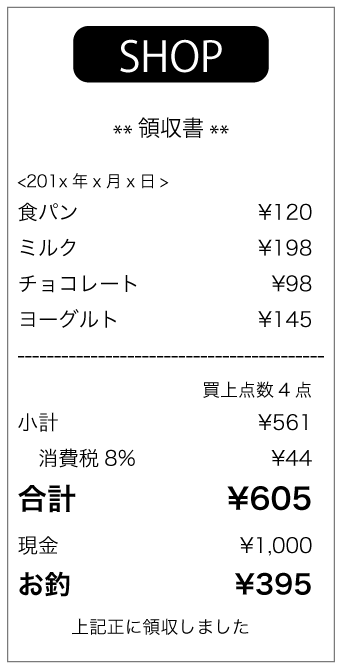 SHOP
** 領収書 **
<201x 年 x 月 x 日 >
食パン ¥120
ミルク ¥198
チョコレート ¥98
ヨーグルト ¥145
------------------------------------------
買上点数 4 点
小計 ¥561
消費税 8% ¥44
合計 ¥605
現金 ¥1,000
お釣 ¥395
上記正に領収しました